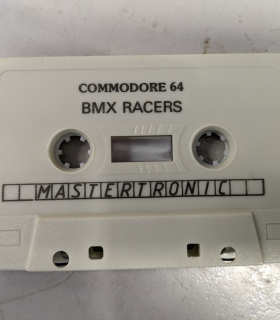 COMMODORE 64
BMX RACERS
MASTERTRONIC